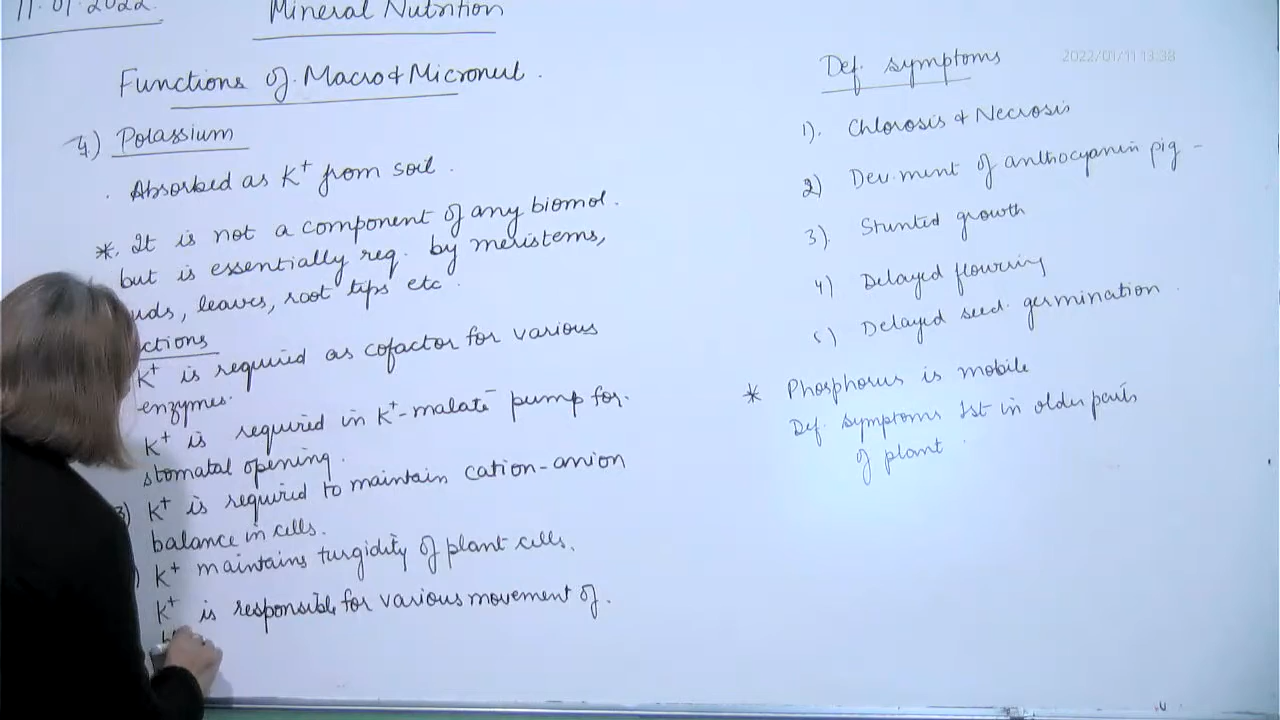 11.01.2022.
Mineral Nutrition
Functions of Macro & Micronut.
4) Potassium
. Absorbed as K+ from soil.
*. It is not a component of any biomol.
but is essentially req. by meristems,
uds, leaves, root tips etc.
ctions
K+ is required as cofactor for various
enzymes.
K+ is required in K+-malate pump for
stomatal opening.
3) K+ is required to maintain cation-anion
balance in cells.
) K+ maintains turgidity of plant cells.
K+ is responsible for various movement of.
Def. symptoms
1). Chlorosis & Necrosis
2) Dev. ment of anthocyanin pig-
3). Stunted growth
4) Delayed flowring
5) Delayed seed germination.
* Phosphorus is mobile
Def. symptoms 1st in older parts
of plant.
2022/01/11 13:38